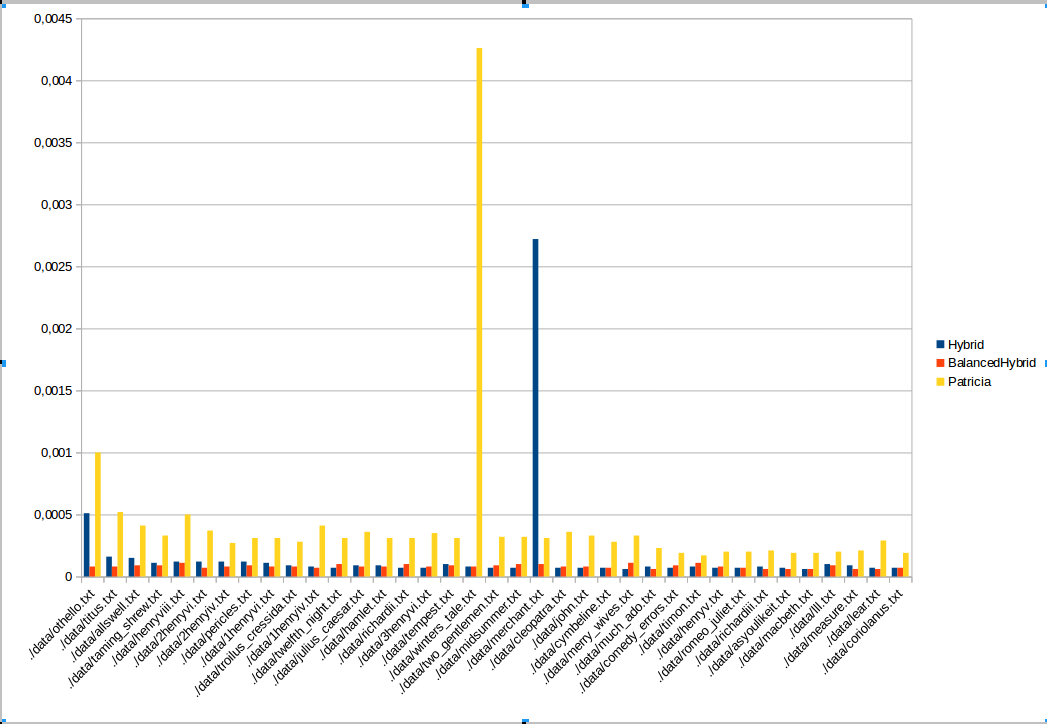 0,0045
0,004
0,0035
0,003
0,0025
0,002
0,0015
0,001
0,0005
0
Hybrid
BalancedHybrid
Patricia
./data/othello.txt
./data/titus.txt
./data/allswell.txt
./data/taming_shrew.txt
./data/henryviii.txt
./data/2henryvi.txt
./data/2henryiv.txt
./data/pericles.txt
./data/1henryvi.txt
./data/troilus_cressida.txt
./data/1henryiv.txt
./data/twelfth_night.txt
./data/julius_caesar.txt
./data/hamlet.txt
./data/richardii.txt
./data/3henryvi.txt
./data/tempest.txt
./data/winters_tale.txt
./data/two_gentlemen.txt
./data/midsummer.txt
./data/merchant.txt
./data/cleopatra.txt
./data/john.txt
./data/cymbeline.txt
./data/merry_wives.txt
./data/much_ado.txt
./data/comedy_errors.txt
./data/timon.txt
./data/henryv.txt
./data/romeo_juliet.txt
./data/richardiii.txt
./data/asyoulikeit.txt
./data/macbeth.txt
./data/lll.txt
./data/measure.txt
./data/lear.txt
./data/coriolanus.txt